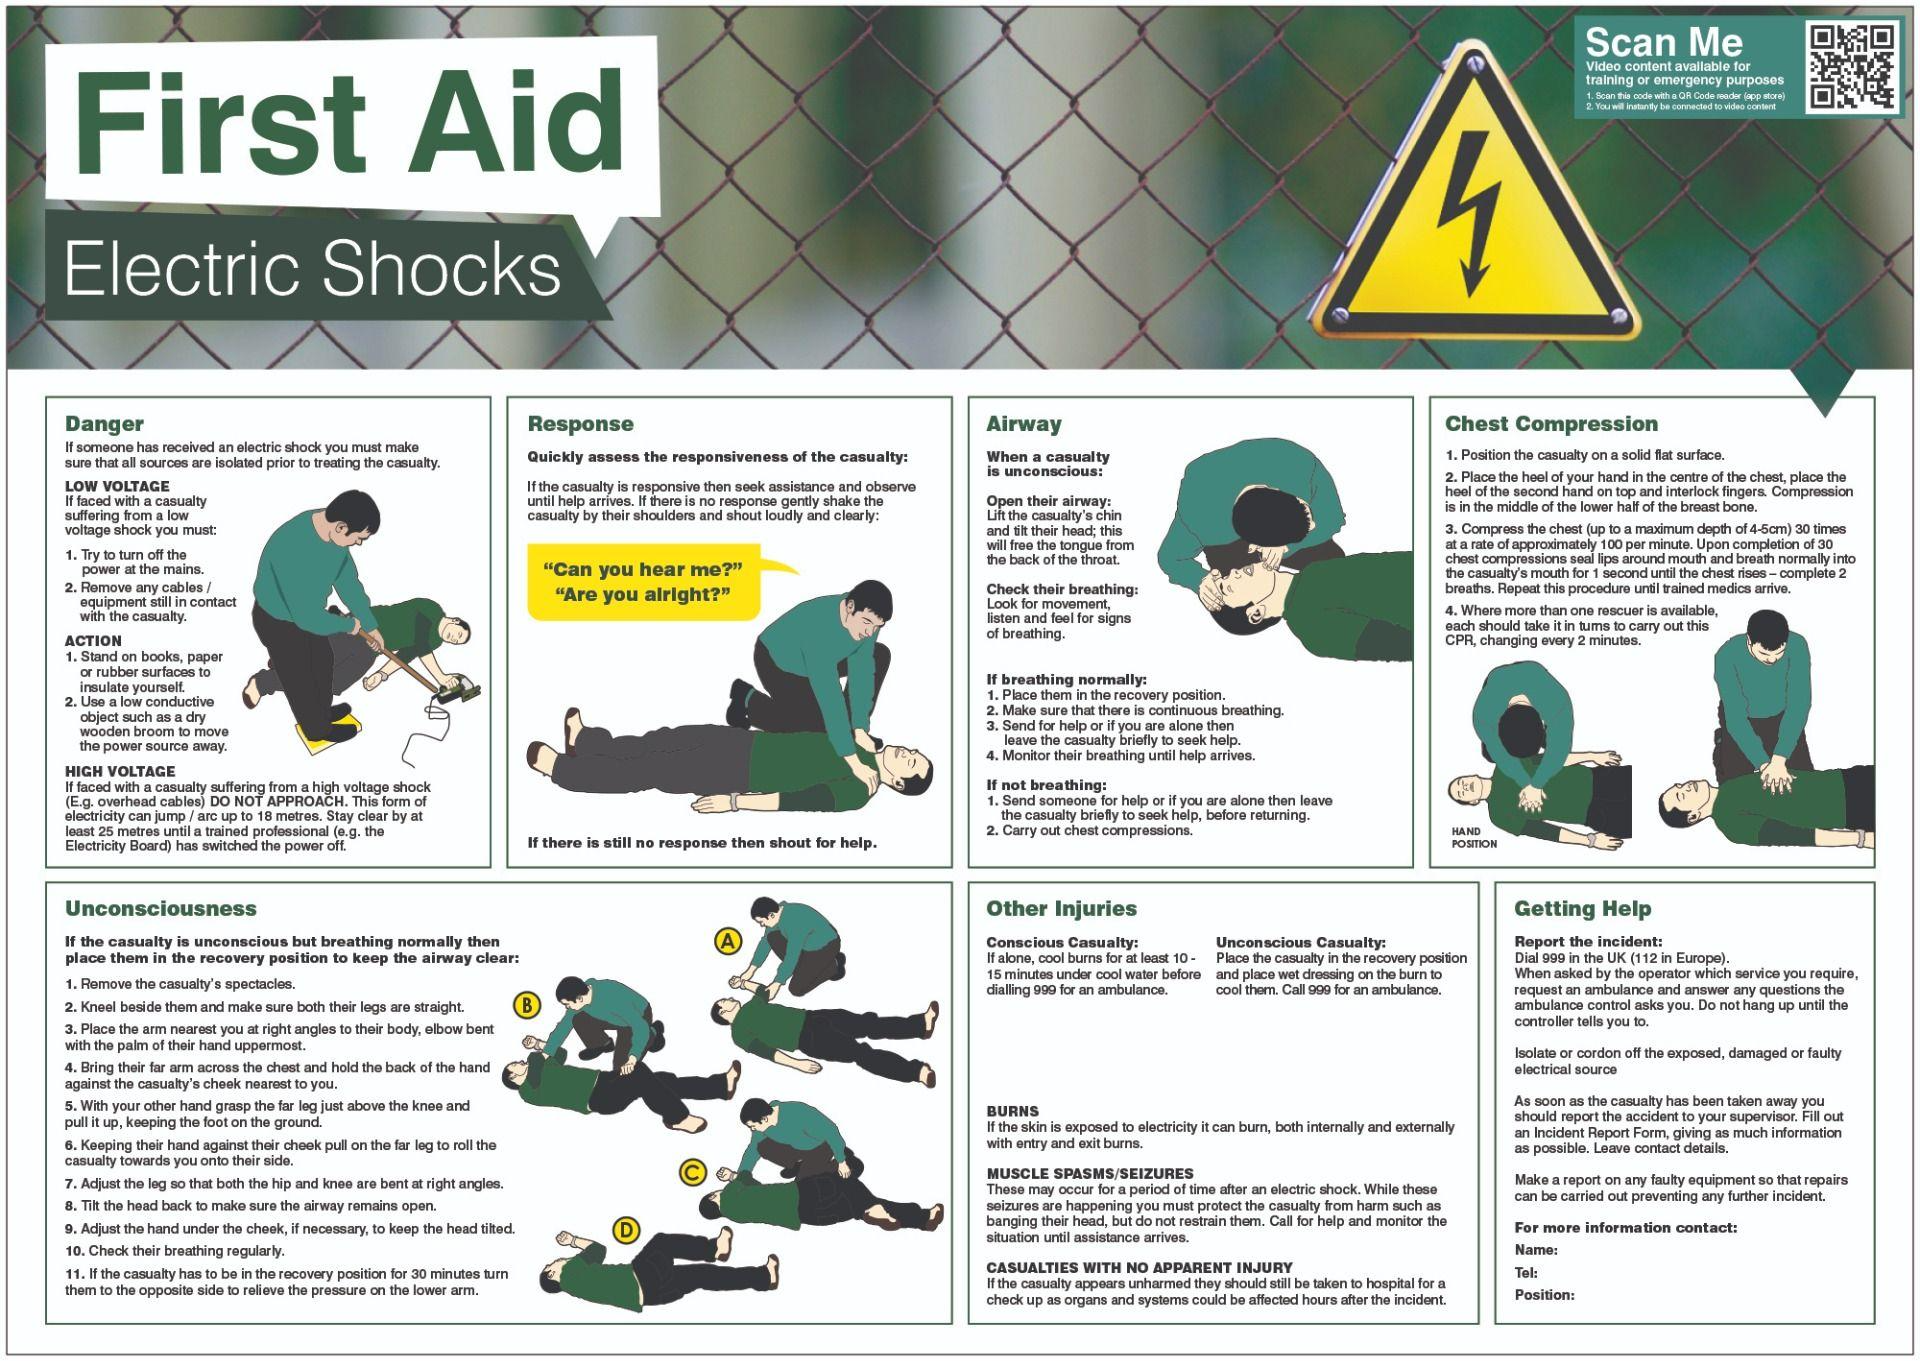 First Aid
Electric Shocks
Scan Me
Video content available for
training or emergency purposes
1. Scan this code with a QR Code reader (app store)
2. You will instantly be connected to video content
Danger
If someone has received an electric shock you must make
sure that all sources are isolated prior to treating the casualty.
LOW VOLTAGE
If faced with a casualty
suffering from a low
voltage shock you must:
1. Try to turn off the
power at the mains.
2. Remove any cables /
equipment still in contact
with the casualty.
ACTION
1. Stand on books, paper
or rubber surfaces to
insulate yourself.
2. Use a low conductive
object such as a dry
wooden broom to move
the power source away.
HIGH VOLTAGE
If faced with a casualty suffering from a high voltage shock
(E.g. overhead cables) DO NOT APPROACH. This form of
electricity can jump / arc up to 18 metres. Stay clear by at
least 25 metres until a trained professional (e.g. the
Electricity Board) has switched the power off.
Response
Quickly assess the responsiveness of the casualty:
If the casualty is responsive then seek assistance and observe
until help arrives. If there is no response gently shake the
casualty by their shoulders and shout loudly and clearly:
“Can you hear me?”
“Are you alright?”
If there is still no response then shout for help.
Airway
When a casualty
is unconscious:
Open their airway:
Lift the casualty's chin
and tilt their head; this
will free the tongue from
the back of the throat.
Check their breathing:
Look for movement,
listen and feel for signs
of breathing.
If breathing normally:
1. Place them in the recovery position.
2. Make sure that there is continuous breathing.
3. Send for help or if you are alone then
leave the casualty briefly to seek help.
4. Monitor their breathing until help arrives.
If not breathing:
1. Send someone for help or if you are alone then leave
the casualty briefly to seek help, before returning.
2. Carry out chest compressions.
Chest Compression
1. Position the casualty on a solid flat surface.
2. Place the heel of your hand in the centre of the chest, place the
heel of the second hand on top and interlock fingers. Compression
is in the middle of the lower half of the breast bone.
3. Compress the chest (up to a maximum depth of 4-5cm) 30 times
at a rate of approximately 100 per minute. Upon completion of 30
chest compressions seal lips around mouth and breath normally into
the casualty's mouth for 1 second until the chest rises – complete 2
breaths. Repeat this procedure until trained medics arrive.
4. Where more than one rescuer is available,
each should take it in turns to carry out this
CPR, changing every 2 minutes.
HAND
POSITION
Unconsciousness
If the casualty is unconscious but breathing normally then
place them in the recovery position to keep the airway clear:
1. Remove the casualty's spectacles.
2. Kneel beside them and make sure both their legs are straight.
3. Place the arm nearest you at right angles to their body, elbow bent
with the palm of their hand uppermost.
4. Bring their far arm across the chest and hold the back of the hand
against the casualty's cheek nearest to you.
5. With your other hand grasp the far leg just above the knee and
pull it up, keeping the foot on the ground.
6. Keeping their hand against their cheek pull on the far leg to roll the
casualty towards you onto their side.
7. Adjust the leg so that both the hip and knee are bent at right angles.
8. Tilt the head back to make sure the airway remains open.
9. Adjust the hand under the cheek, if necessary, to keep the head tilted.
10. Check their breathing regularly.
11. If the casualty has to be in the recovery position for 30 minutes turn
them to the opposite side to relieve the pressure on the lower arm.
A
B
C
D
Other Injuries
Conscious Casualty:
If alone, cool burns for at least 10 -
15 minutes under cool water before
dialling 999 for an ambulance.
Unconscious Casualty:
Place the casualty in the recovery position
and place wet dressing on the burn to
cool them. Call 999 for an ambulance.
BURNS
If the skin is exposed to electricity it can burn, both internally and externally
with entry and exit burns.
MUSCLE SPASMS/SEIZURES
These may occur for a period of time after an electric shock. While these
seizures are happening you must protect the casualty from harm such as
banging their head, but do not restrain them. Call for help and monitor the
situation until assistance arrives.
CASUALTIES WITH NO APPARENT INJURY
If the casualty appears unharmed they should still be taken to hospital for a
check up as organs and systems could be affected hours after the incident.
Getting Help
Report the incident:
Dial 999 in the UK (112 in Europe).
When asked by the operator which service you require,
request an ambulance and answer any questions the
ambulance control asks you. Do not hang up until the
controller tells you to.
Isolate or cordon off the exposed, damaged or faulty
electrical source
As soon as the casualty has been taken away you
should report the accident to your supervisor. Fill out
an Incident Report Form, giving as much information
as possible. Leave contact details.
Make a report on any faulty equipment so that repairs
can be carried out preventing any further incident.
For more information contact:
Name:
Tel:
Position: